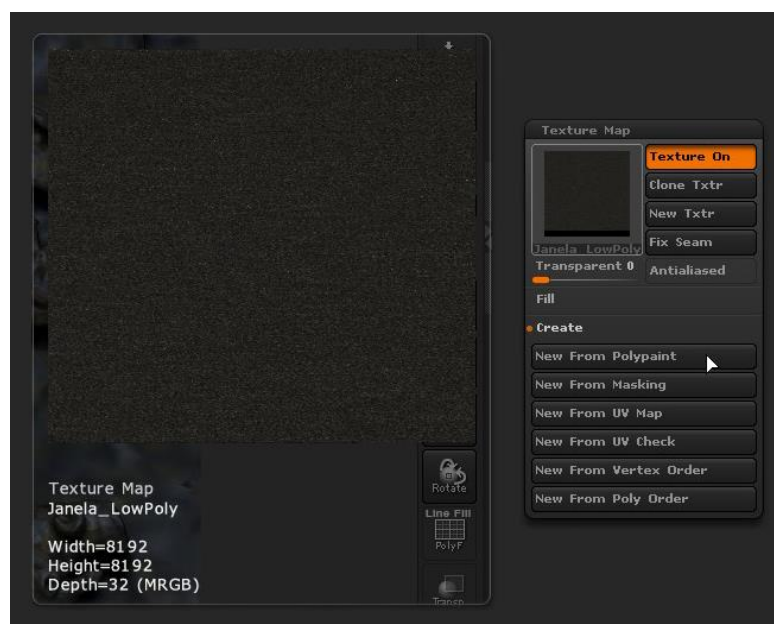 Rotate
Line Fill
PolyF
Transp
Texture Map
Janela_LowPoly
Width=8192
Height=8192
Depth=32 (MRGB)
Texture Map
Texture On
Clone Txtr
New Txtr
Janela_LowPoly
Fix Seam
Transparent 0
Antialiased
Fill
Create
New From Polypaint
New From Masking
New From UV Map
New From UV Check
New From Vertex Order
New From Poly Order